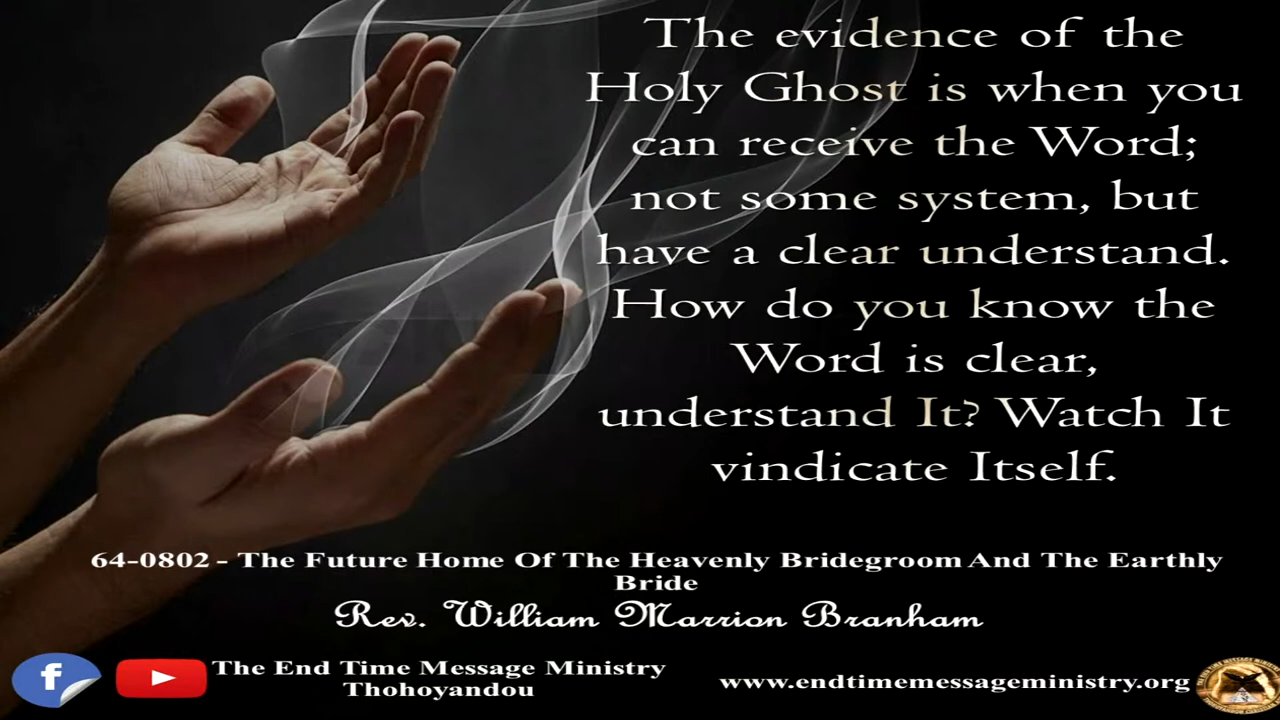 The evidence of the
Holy Ghost is when you
can receive the Word;
not some system, but
have a clear understand.
How do you know the
Word is clear,
understand It? Watch It
vindicate Itself.
64-0802 - The Future Home Of The Heavenly Bridegroom And The Earthly
Bride
Rev. William Marrion Branham
The End Time Message Ministry
Thohoyandou
www.endtimemessageministry.org